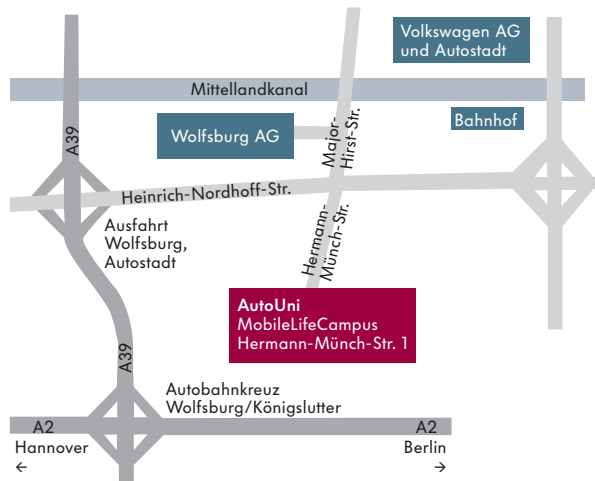 Volkswagen AG
und Autostadt
Mittellandkanal
Bahnhof
Wolfsburg AG
A39
Major-
Hirst-Str.
Heinrich-Nordhoff-Str.
Ausfahrt
Wolfsburg,
Autostadt
Hermann-
Münch-Str.
AutoUni
MobileLifeCampus
Hermann-Münch-Str. 1
A39
Autobahnkreuz
Wolfsburg/Königslutter
A2
A2
Hannover
Berlin
←
→